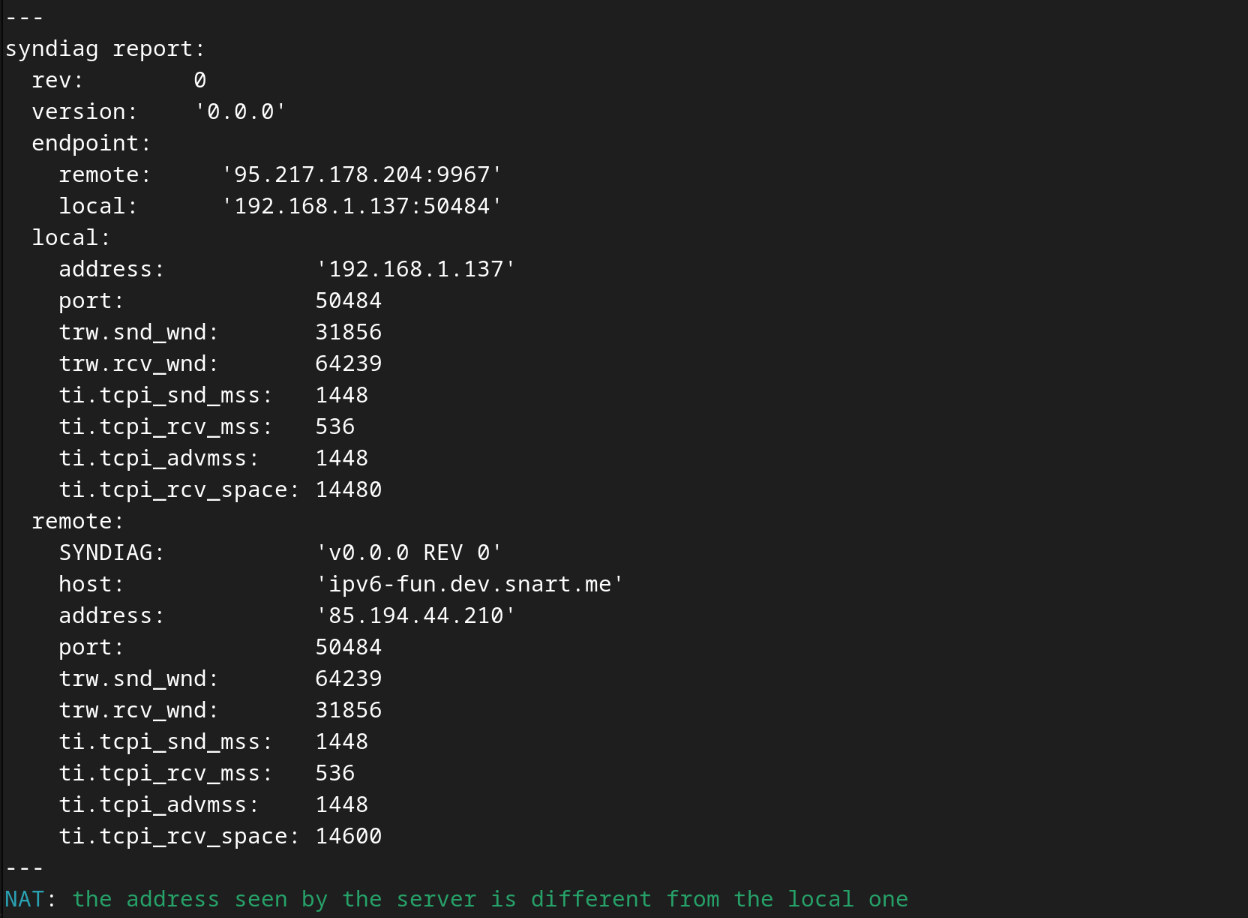 ---
syndiag report:
  rev:        0
  version:    '0.0.0'
  endpoint:
    remote:     '95.217.178.204:9967'
    local:      '192.168.1.137:50484'
  local:
    address:           '192.168.1.137'
    port:              50484
    trw.snd_wnd:       31856
    trw.rcv_wnd:       64239
    ti.tcpi_snd_mss:   1448
    ti.tcpi_rcv_mss:   536
    ti.tcpi_advmss:    1448
    ti.tcpi_rcv_space: 14480
  remote:
    SYNDIAG:           'v0.0.0 REV 0'
    host:              'ipv6-fun.dev.snart.me'
    address:           '85.194.44.210'
    port:              50484
    trw.snd_wnd:       64239
    trw.rcv_wnd:       31856
    ti.tcpi_snd_mss:   1448
    ti.tcpi_rcv_mss:   536
    ti.tcpi_advmss:    1448
    ti.tcpi_rcv_space: 14600
---
NAT: the address seen by the server is different from the local one